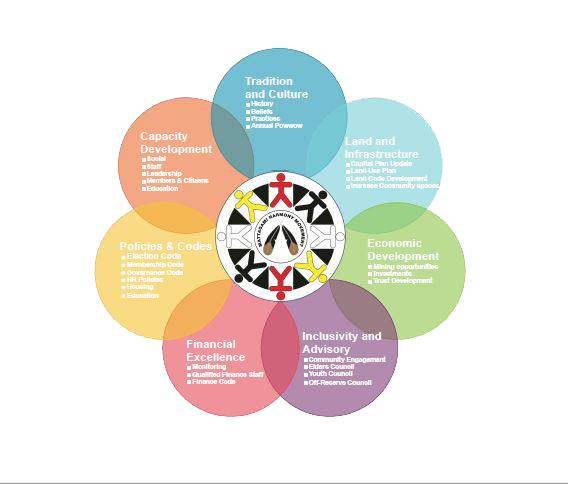 Tradition
and Culture
History
Beliefs
Practices
Annual Powwow
Land and
Infrastructure
Capital Plan Update
Land Use Plan
Land Code Development
Increase Community spaces
Economic
Development
Mining opportunities
Investments
Trust Development
Inclusivity and
Advisory
Community Engagement
Elders Council
Youth Council
Off-Reserve Council
Financial
Excellence
Monitoring
Qualified Finance Staff
Finance Code
Policies & Codes
Election Code
Membership Code
Governance Code
HR Policies
Housing
Education
Capacity
Development
Social
Staff
Leadership
Members & Citizens
Education
MATTAGAMI HARMONY MOVEMENT